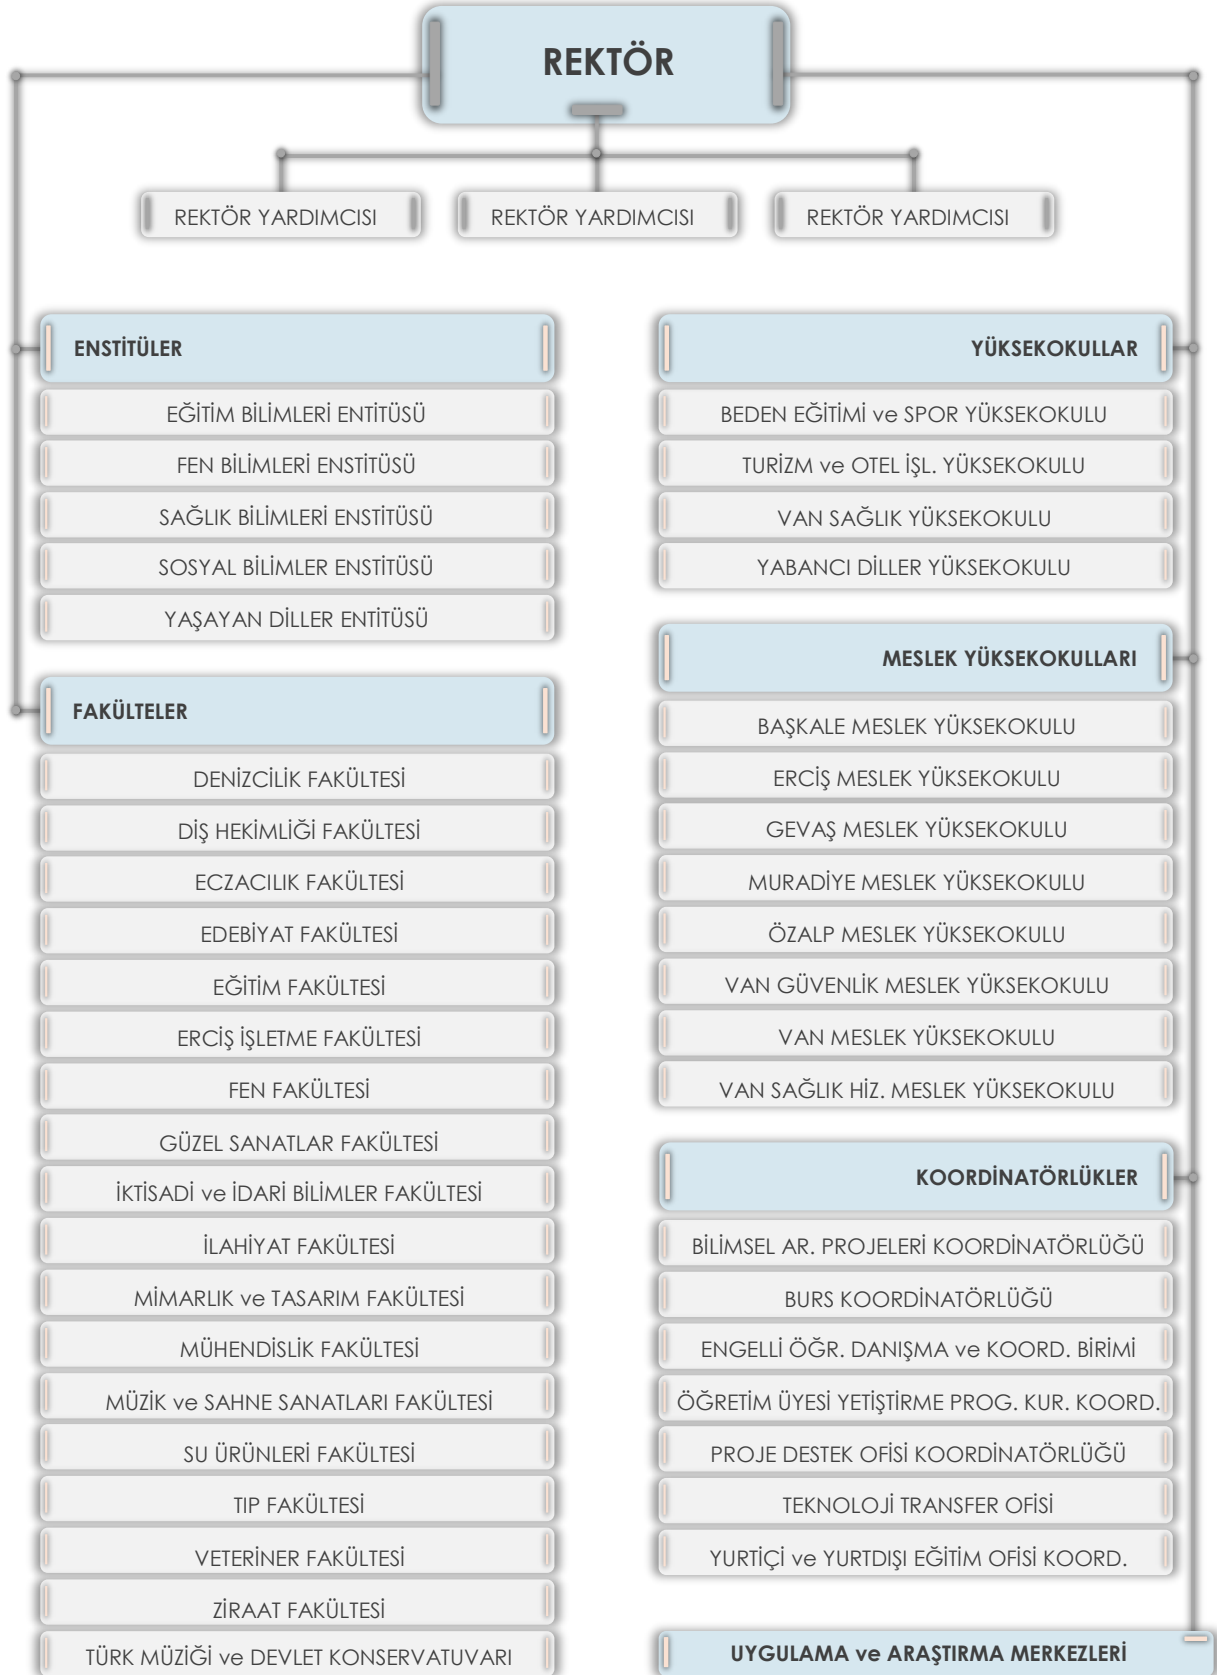 REKTÖR
REKTÖR YARDIMCISI
REKTÖR YARDIMCISI
REKTÖR YARDIMCISI
ENSTİTÜLER
EĞİTİM BİLİMLERİ ENTİTÜSÜ
FEN BİLİMLERİ ENSTİTÜSÜ
SAĞLIK BİLİMLERİ ENSTİTÜSÜ
SOSYAL BİLİMLER ENSTİTÜSÜ
YAŞAYAN DİLLER ENTİTÜSÜ
FAKÜLTELER
DENİZCİLİK FAKÜLTESİ
DİŞ HEKİMLİĞİ FAKÜLTESİ
ECZACILIK FAKÜLTESİ
EDEBİYAT FAKÜLTESİ
EĞİTİM FAKÜLTESİ
ERCİŞ İŞLETME FAKÜLTESİ
FEN FAKÜLTESİ
GÜZEL SANATLAR FAKÜLTESİ
İKTİSADİ ve İDARİ BİLİMLER FAKÜLTESİ
İLAHİYAT FAKÜLTESİ
MİMARLIK ve TASARIM FAKÜLTESİ
MÜHENDİSLİK FAKÜLTESİ
MÜZİK ve SAHNE SANATLARI FAKÜLTESİ
SU ÜRÜNLERİ FAKÜLTESİ
TIP FAKÜLTESİ
VETERİNER FAKÜLTESİ
ZİRAAT FAKÜLTESİ
TÜRK MÜZİĞİ ve DEVLET KONSERVATUVARI
YÜKSEKOKULLAR
BEDEN EĞİTİMİ ve SPOR YÜKSEKOKULU
TURİZM ve OTEL İŞL. YÜKSEKOKULU
VAN SAĞLIK YÜKSEKOKULU
YABANCI DİLLER YÜKSEKOKULU
MESLEK YÜKSEKOKULLARI
BAŞKALE MESLEK YÜKSEKOKULU
ERCİŞ MESLEK YÜKSEKOKULU
GEVAŞ MESLEK YÜKSEKOKULU
MURADİYE MESLEK YÜKSEKOKULU
ÖZALP MESLEK YÜKSEKOKULU
VAN GÜVENLİK MESLEK YÜKSEKOKULU
VAN MESLEK YÜKSEKOKULU
VAN SAĞLIK HİZ. MESLEK YÜKSEKOKULU
KOORDİNATÖRLÜKLER
BİLİMSEL AR. PROJELERİ KOORDİNATÖRLÜĞÜ
BURS KOORDİNATÖRLÜĞÜ
ENGELLİ ÖĞR. DANIŞMA ve KOORD. BİRİMİ
ÖĞRETİM ÜYESİ YETİŞTİRME PROG. KUR. KOORD.
PROJE DESTEK OFİSİ KOORDİNATÖRLÜĞÜ
TEKNOLOJİ TRANSFER OFİSİ
YURTİÇİ ve YURTDIŞI EĞİTİM OFİSİ KOORD.
UYGULAMA ve ARAŞTIRMA MERKEZLERİ